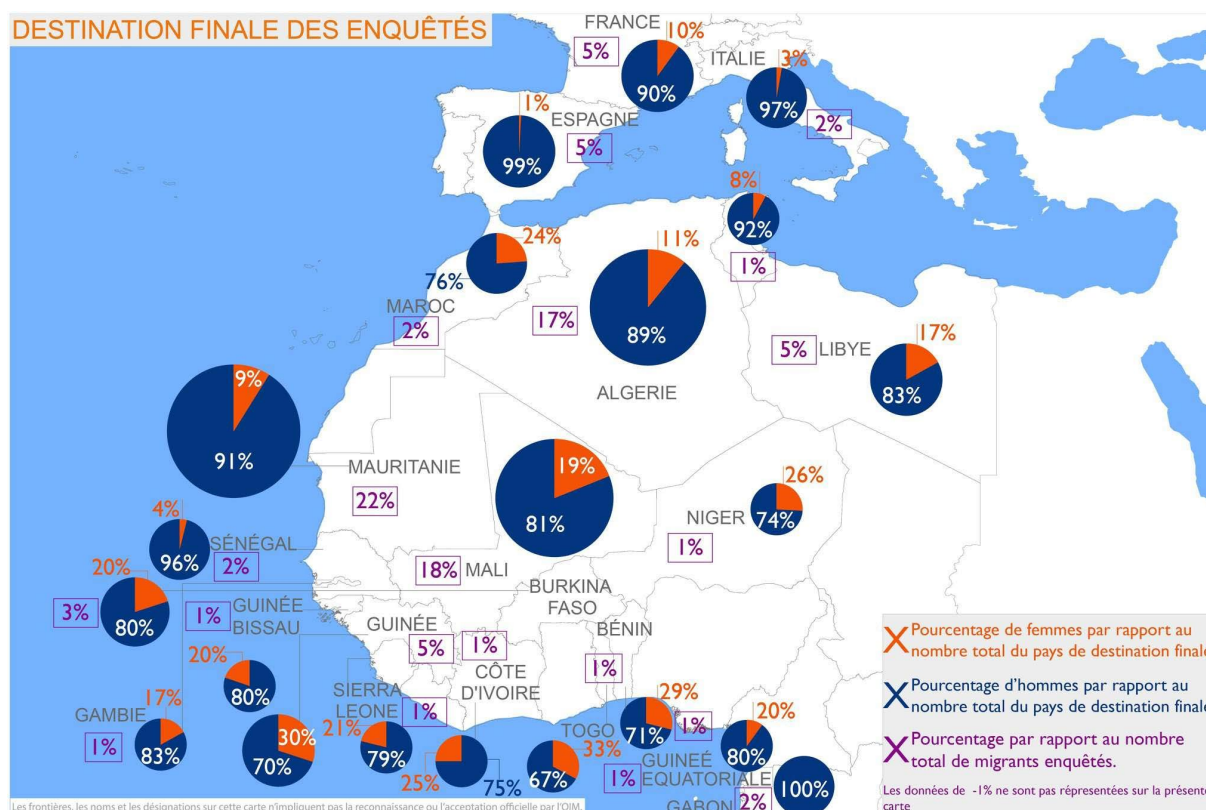 DESTINATION FINALE DES ENQUÊTÉS
FRANCE
10%
5%
90%
ITALIE
3%
97%
2%
1%
ESPAGNE
5%
99%
8%
92%
1%
24%
76%
MAROC
2%
11%
17%
89%
ALGERIE
17%
5%
LIBYE
83%
9%
91%
MAURITANIE
22%
19%
81%
26%
NIGER
74%
1%
4%
SÉNÉGAL
96%
2%
18%
MALI
20%
3%
80%
1%
GUINÉE
BISSAU
BURKINA
FASO
GUINÉE
5%
1%
BÉNIN
1%
CÔTE
D'IVOIRE
20%
80%
SIERRA
LEONE
1%
21%
79%
17%
GAMBIE
1%
83%
30%
70%
25%
75%
TOGO
33%
67%
1%
29%
71%
1%
GUINEÉ
EQUATORIALE
20%
80%
GABON
2%
100%
X Pourcentage de femmes par rapport au
nombre total du pays de destination finale
X Pourcentage d'hommes par rapport au
nombre total du pays de destination finale
X Pourcentage par rapport au nombre
total de migrants enquêtés.
Les données de -1% ne sont pas répresentées sur la présente
carte
Les frontières, les noms et les désignations sur cette carte n'impliquent pas la reconnaissance ou l'acceptation officielle par l'OIM.